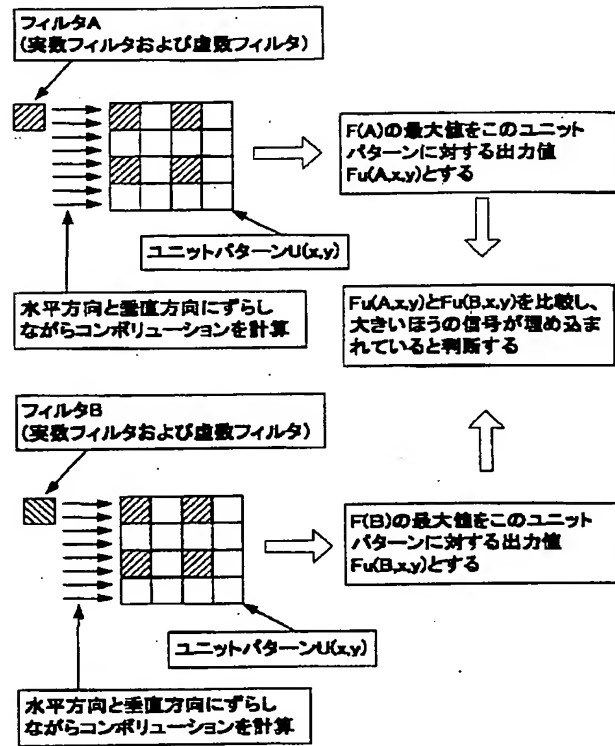 フィルタA
(実数フィルタおよび虚数フィルタ)
F(A)の最大値をこのユニット
パターンに対する出力値
Fu(A,x,y)とする
ユニットパターンU(x,y)
水平方向と垂直方向にずらし
ながらコンボリューションを計算
Fu(A,x,y)とFu(B,x,y)を比較し、
大きいほうの信号が埋め込ま
れていると判断する
フィルタB
(実数フィルタおよび虚数フィルタ)
F(B)の最大値をこのユニット
パターンに対する出力値
Fu(B,x,y)とする
ユニットパターンU(x,y)
水平方向と垂直方向にずらし
ながらコンボリューションを計算